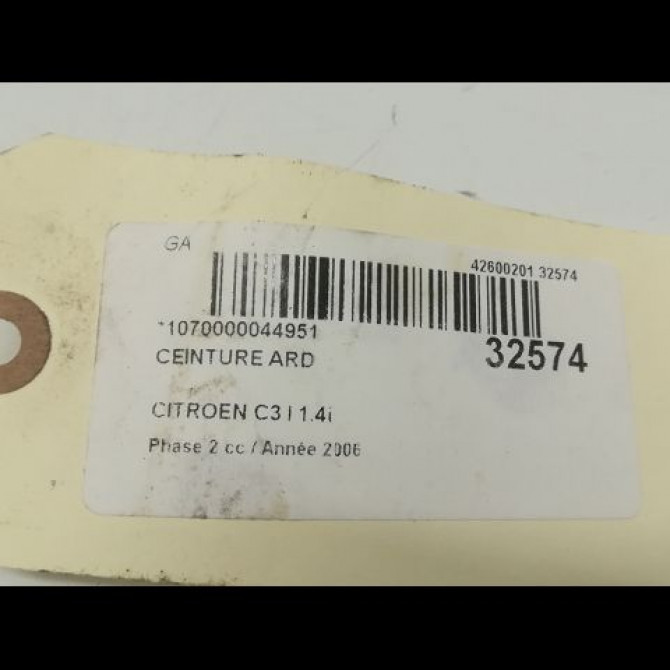 GA
42600201 32574
*1070000044951
32574
CEINTURE ARD
CITROEN C3 I 1.4i
Phase 2 cc / Année 2006